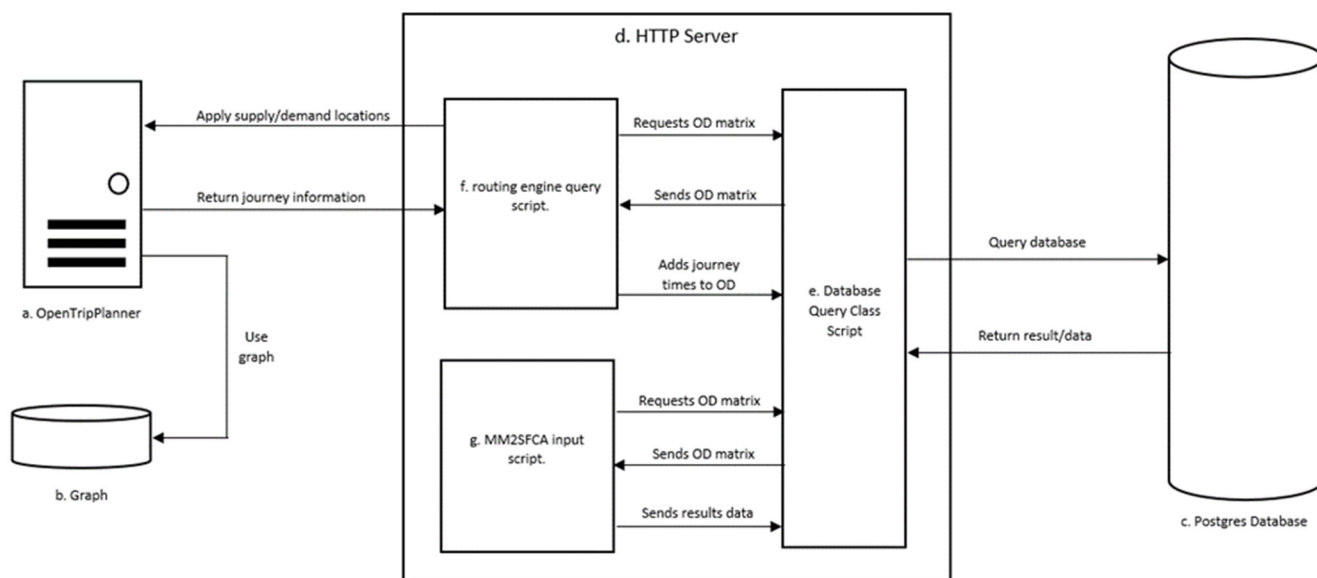 d. HTTP Server
Apply supply/demand locations
Return journey information
a. OpenTripPlanner
Use
graph
b. Graph
f. routing engine query
script.
Requests OD matrix
Sends OD matrix
Adds journey
times to OD
g. MM2SFCA input
script.
Requests OD matrix
Sends OD matrix
Sends results data
e. Database
Query Class
Script
Query database
Return result/data
c. Postgres Database